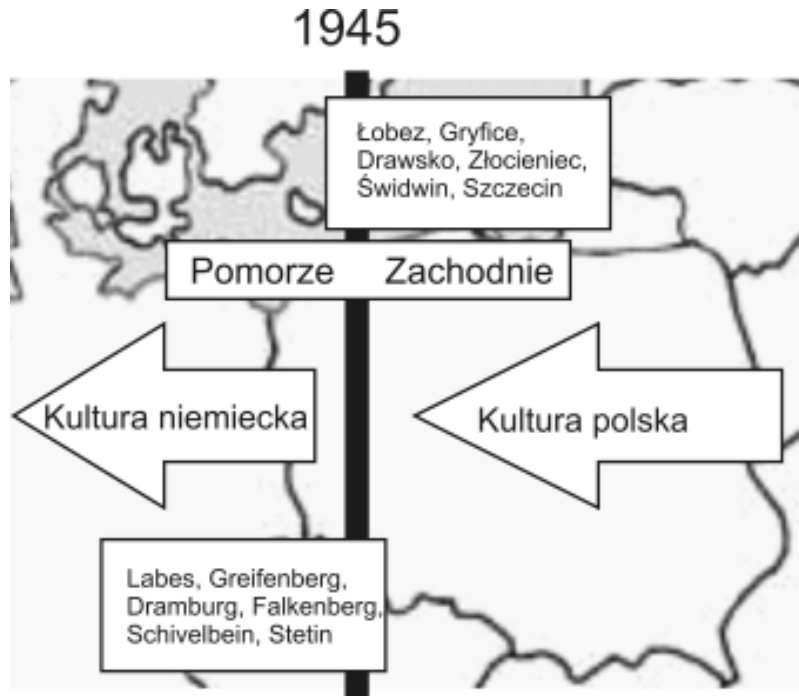 1945
Łobez, Gryfice,
Drawsko, Złocieniec,
Świdwin, Szczecin
Pomorze Zachodnie
Kultura niemiecka
Kultura polska
Labes, Greifenberg,
Dramburg, Falkenberg,
Schivelbein, Stetin